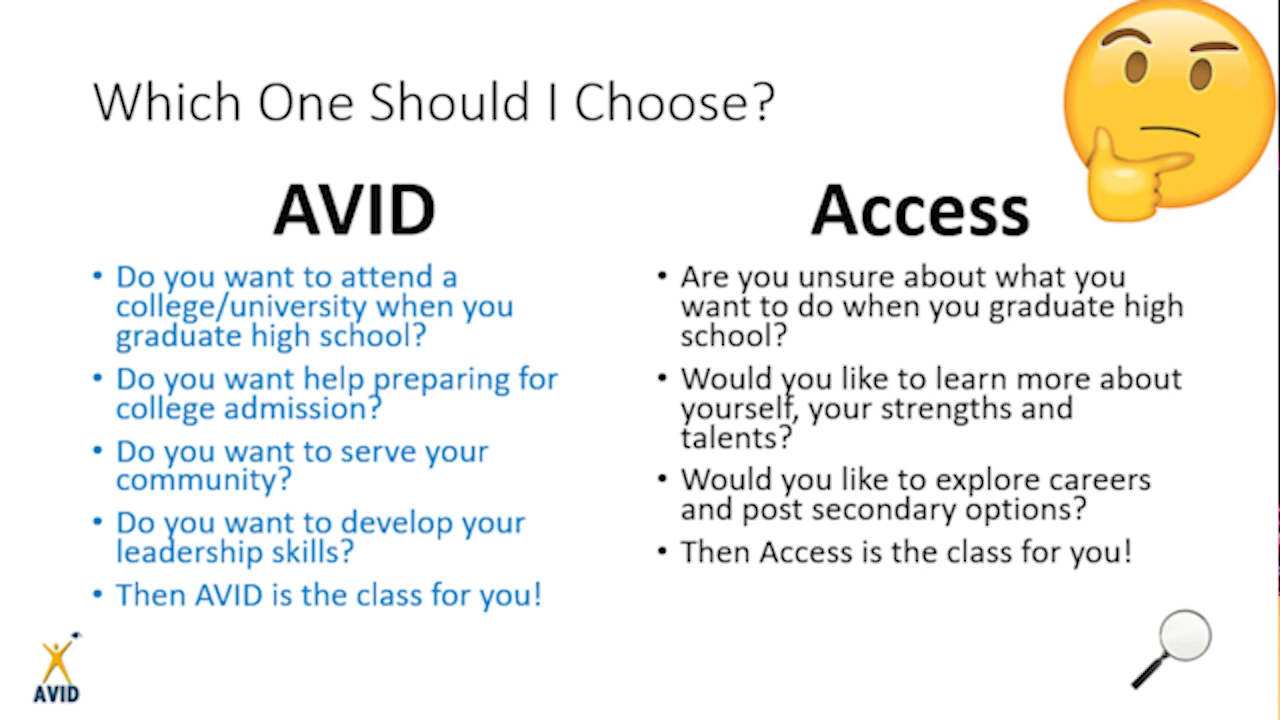 Which One Should I Choose?
AVID
• Do you want to attend a
college/university when you
graduate high school?
• Do you want help preparing for
college admission?
• Do you want to serve your
community?
• Do you want to develop your
leadership skills?
• Then AVID is the class for you!
Access
• Are you unsure about what you
want to do when you graduate high
school?
• Would you like to learn more about
yourself, your strengths and
talents?
• Would you like to explore careers
and post secondary options?
• Then Access is the class for you!
AVID